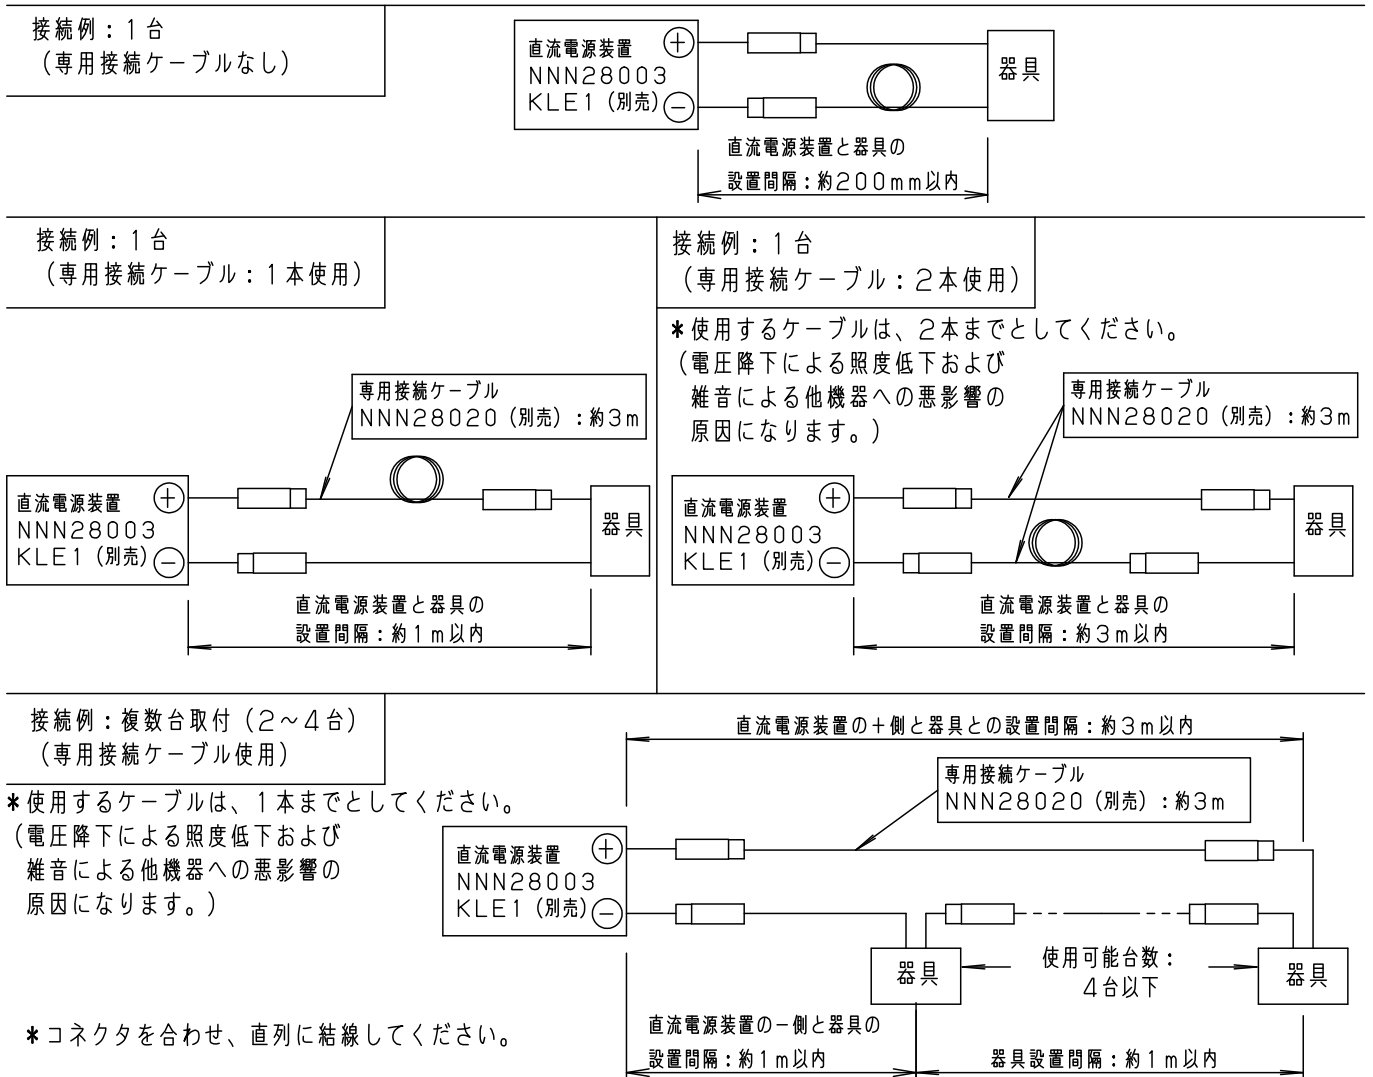 接続例：１台
（専用接続ケーブルなし）
直流電源装置
NNN28003
KLE1（別売）
＋
－
器具
直流電源装置と器具の
設置間隔：約200mm以内
接続例：１台
（専用接続ケーブル：１本使用）
専用接続ケーブル
NNN28020（別売）：約3m
直流電源装置
NNN28003
KLE1（別売）
＋
－
器具
直流電源装置と器具の
設置間隔：約1m以内
接続例：１台
（専用接続ケーブル：２本使用）
＊使用するケーブルは、２本までとしてください。
（電圧降下による照度低下および
雑音による他機器への悪影響の
原因になります。）
専用接続ケーブル
NNN28020（別売）：約3m
直流電源装置
NNN28003
KLE1（別売）
＋
－
器具
直流電源装置と器具の
設置間隔：約3m以内
接続例：複数台取付（２～４台）
（専用接続ケーブル使用）
＊使用するケーブルは、１本までとしてください。
（電圧降下による照度低下および
雑音による他機器への悪影響の
原因になります。）
直流電源装置の＋側と器具との設置間隔：約3m以内
専用接続ケーブル
NNN28020（別売）：約3m
直流電源装置
NNN28003
KLE1（別売）
＋
－
器具
使用可能台数：
４台以下
器具
＊コネクタを合わせ、直列に結線してください。
直流電源装置の－側と器具の
設置間隔：約1m以内
器具設置間隔：約1m以内